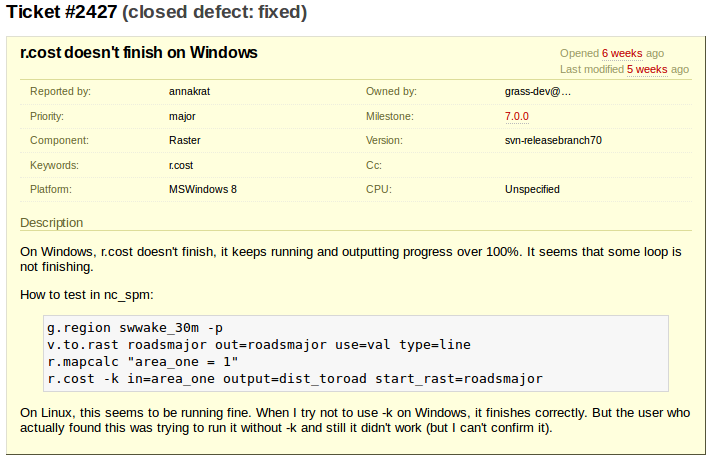 Ticket #2427 (closed defect: fixed)
r.cost doesn't finish on Windows
Opened 6 weeks ago
Last modified 5 weeks ago
Reported by: annakrat Owned by: grass-dev@…
Priority: major Milestone: 7.0.0
Component: Raster Version: svn-releasebranch70
Keywords: r.cost Cc:
Platform: MSWindows 8 CPU: Unspecified
Description
On Windows, r.cost doesn't finish, it keeps running and outputting progress over 100%. It seems that some loop is
not finishing.
How to test in nc_spm:
g.region swwake_30m -p
v.to.rast roadsmajor out=roadsmajor use=val type=line
r.mapcalc "area_one = 1"
r.cost -k in=area_one output=dist_toroad start_rast=roadsmajor
On Linux, this seems to be running fine. When I try not to use -k on Windows, it finishes correctly. But the user who
actually found this was trying to run it without -k and still it didn't work (but I can't confirm it).